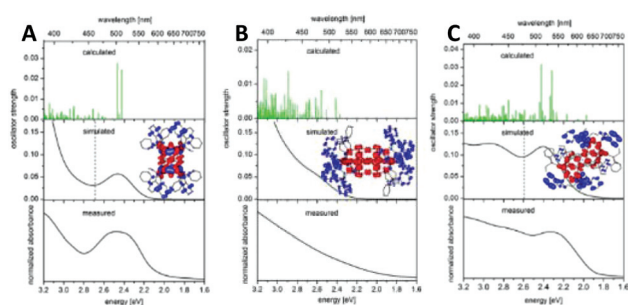 A
wavelength [nm]
400 450 500 550 600 650 700 750
calculated
0.03
0.02
0.01
0.00
oscillator strength
simulated
0.15
0.10
0.05
0.00
measured
normalized absorbance
3.2 3.0 2.8 2.6 2.4 2.2 2.0 1.8 1.6
energy [eV]
B
wavelength [nm]
400 450 500 550 600 650 700 750
calculated
0.02
0.01
0.00
oscillator strength
simulated
0.15
0.10
0.05
0.00
measured
normalized absorbance
3.2 3.0 2.8 2.6 2.4 2.2 2.0 1.8 1.6
energy [eV]
C
wavelength [nm]
400 450 500 550 600 650 700 750
calculated
0.04
0.03
0.02
0.01
0.00
oscillator strength
simulated
0.15
0.10
0.05
0.00
measured
normalized absorbance
3.2 3.0 2.8 2.6 2.4 2.2 2.0 1.8 1.6
energy [eV]